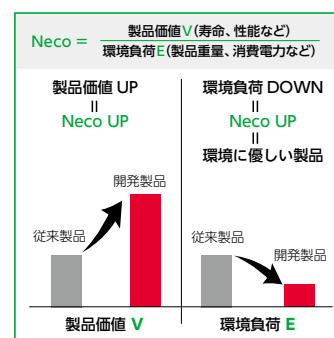 Neco = 製品価値V(寿命、性能など)
環境負荷E(製品重量、消費電力など)
製品価値 UP
=
Neco UP
環境負荷 DOWN
=
Neco UP
=
環境に優しい製品
従来製品
開発製品
製品価値 V
従来製品
開発製品
環境負荷 E